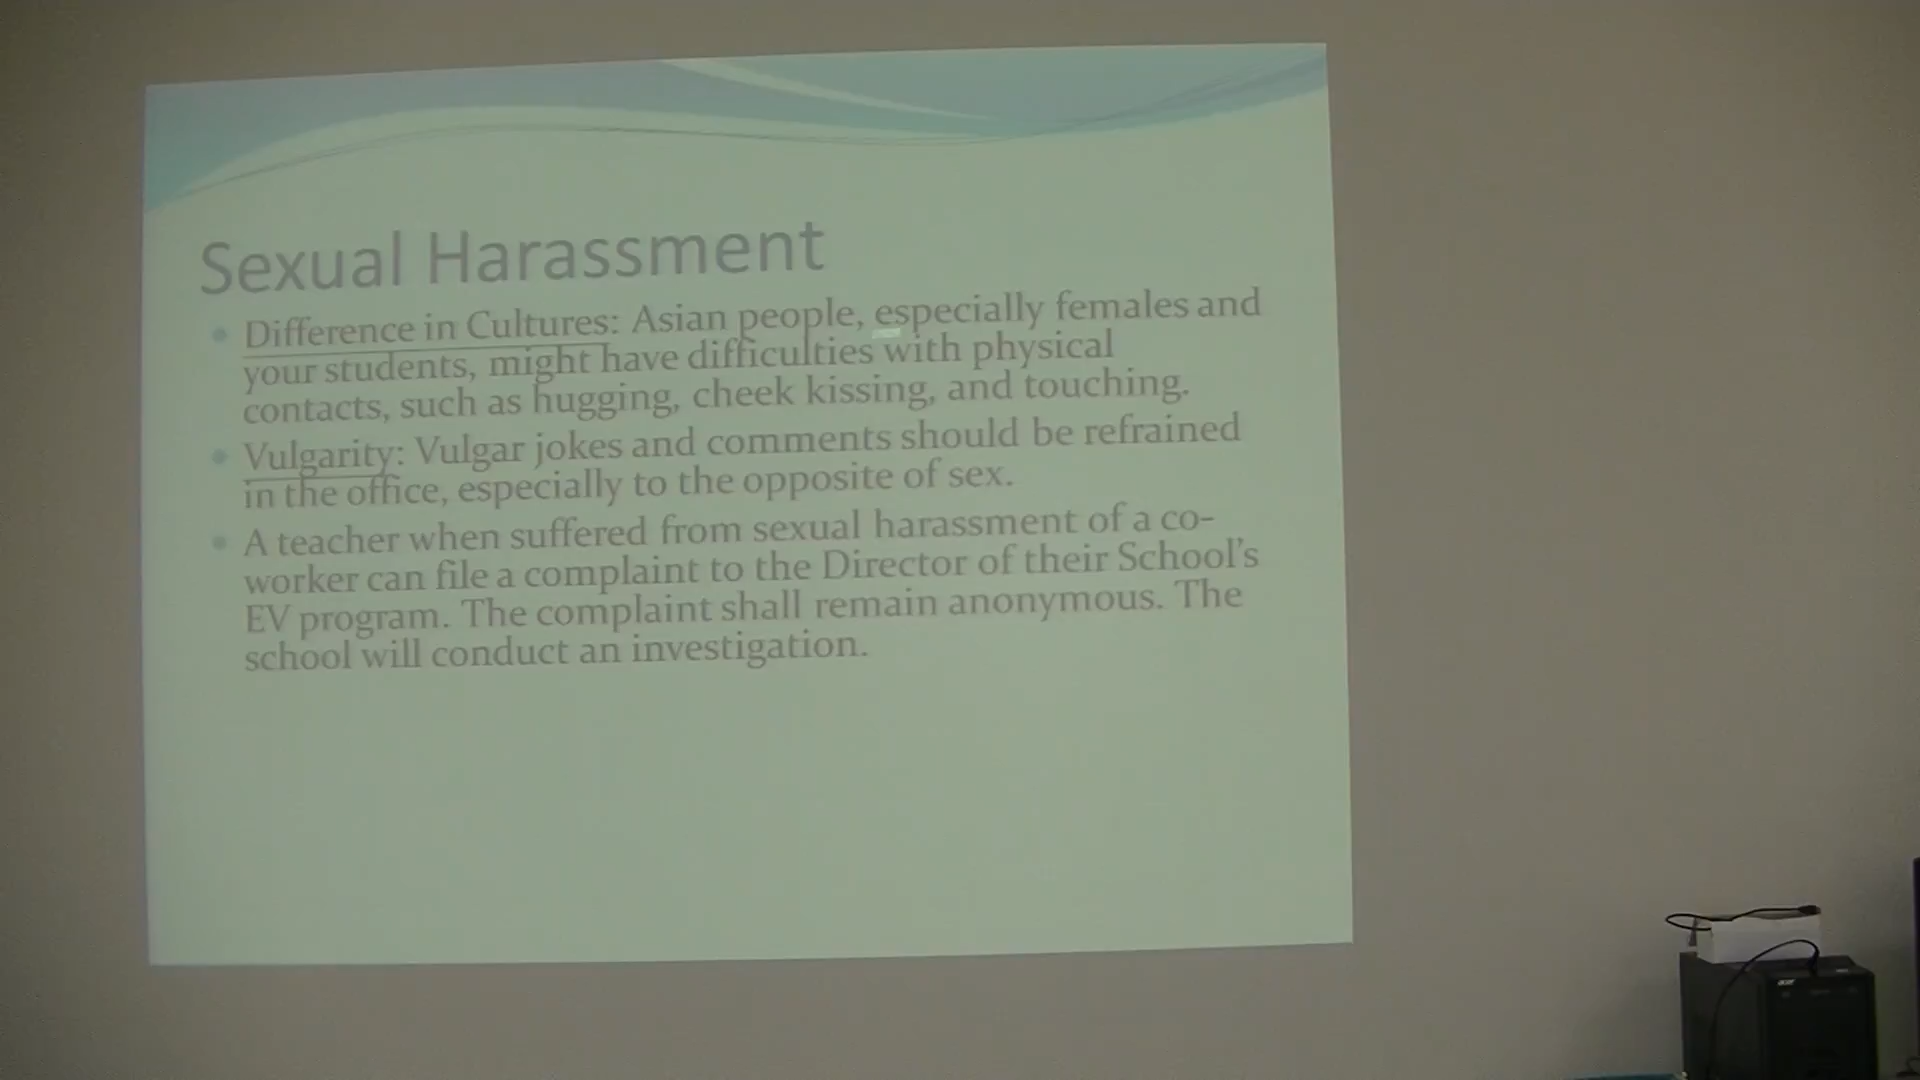 Sexual Harassment
Difference in Cultures: Asian people, especially females and
your students, might have difficulties with physical
contacts, such as hugging, cheek kissing, and touching.
Vulgarity: Vulgar jokes and comments should be refrained
in the office, especially to the opposite of sex.
A teacher when suffered from sexual harassment of a co-
worker can file a complaint to the Director of their School's
EV program. The complaint shall remain anonymous. The
school will conduct an investigation.
acer